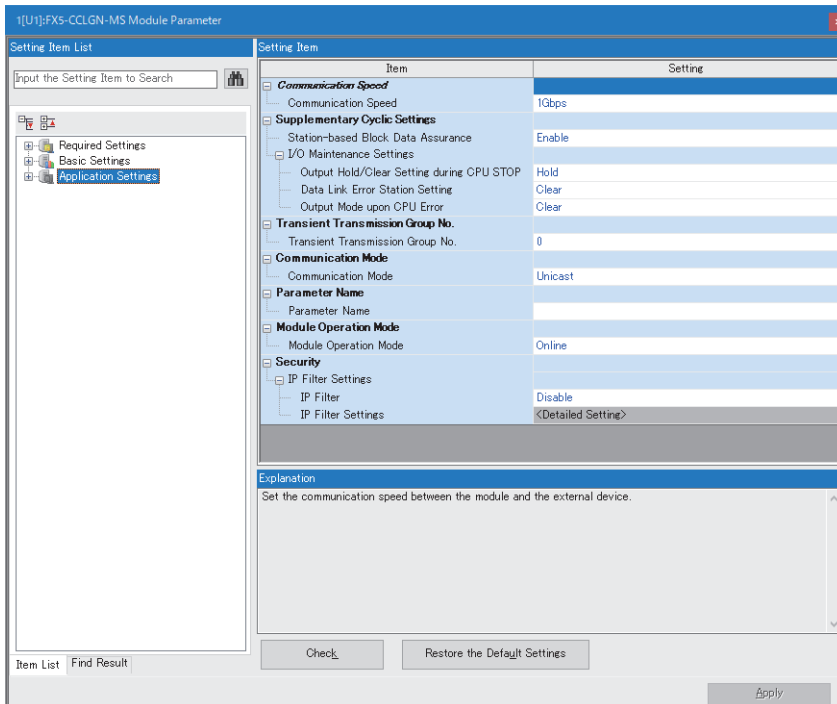 1[U1]:FX5-CCLGN-MS Module Parameter
Setting Item List
Input the Setting Item to Search
Required Settings
Basic Settings
Application Settings
Item List
Find Result
Setting Item
Item Setting
Communication Speed
Communication Speed 1Gbps
Supplementary Cyclic Settings
Station-based Block Data Assurance Enable
I/O Maintenance Settings
Output Hold/Clear Setting during CPU STOP Hold
Data Link Error Station Setting Clear
Output Mode upon CPU Error Clear
Transient Transmission Group No.
Transient Transmission Group No. 0
Communication Mode
Communication Mode Unicast
Parameter Name
Parameter Name
Module Operation Mode
Module Operation Mode Online
Security
IP Filter Settings
IP Filter Disable
IP Filter Settings <Detailed Setting>
Explanation
Set the communication speed between the module and the external device.
Check
Restore the Default Settings
Apply